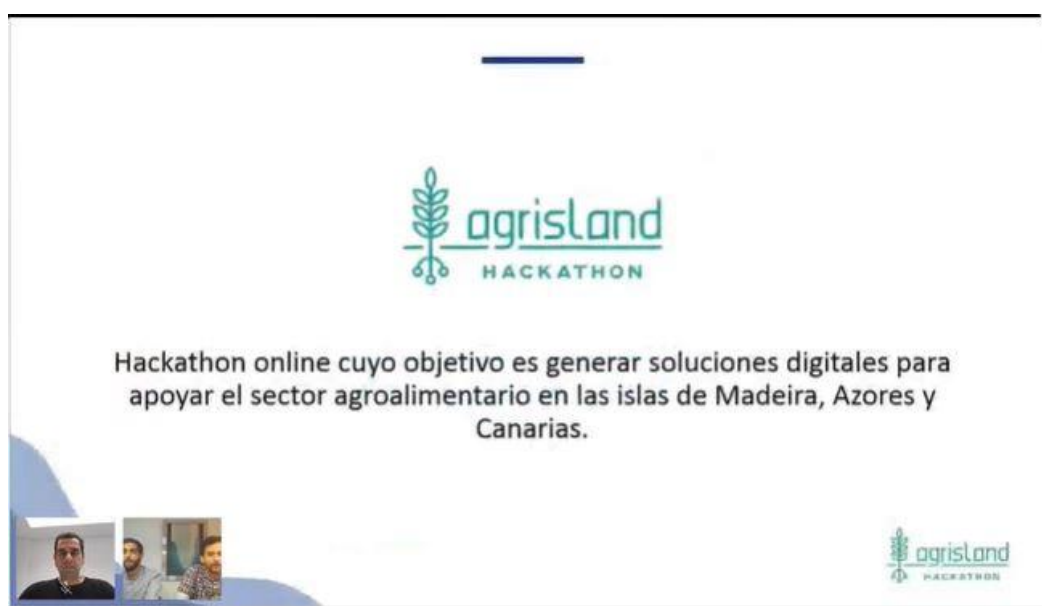 agrisland
HACKATHON
Hackathon online cuyo objetivo es generar soluciones digitales para
apoyar el sector agroalimentario en las islas de Madeira, Azores y
Canarias.
agrisland
HACKATHON